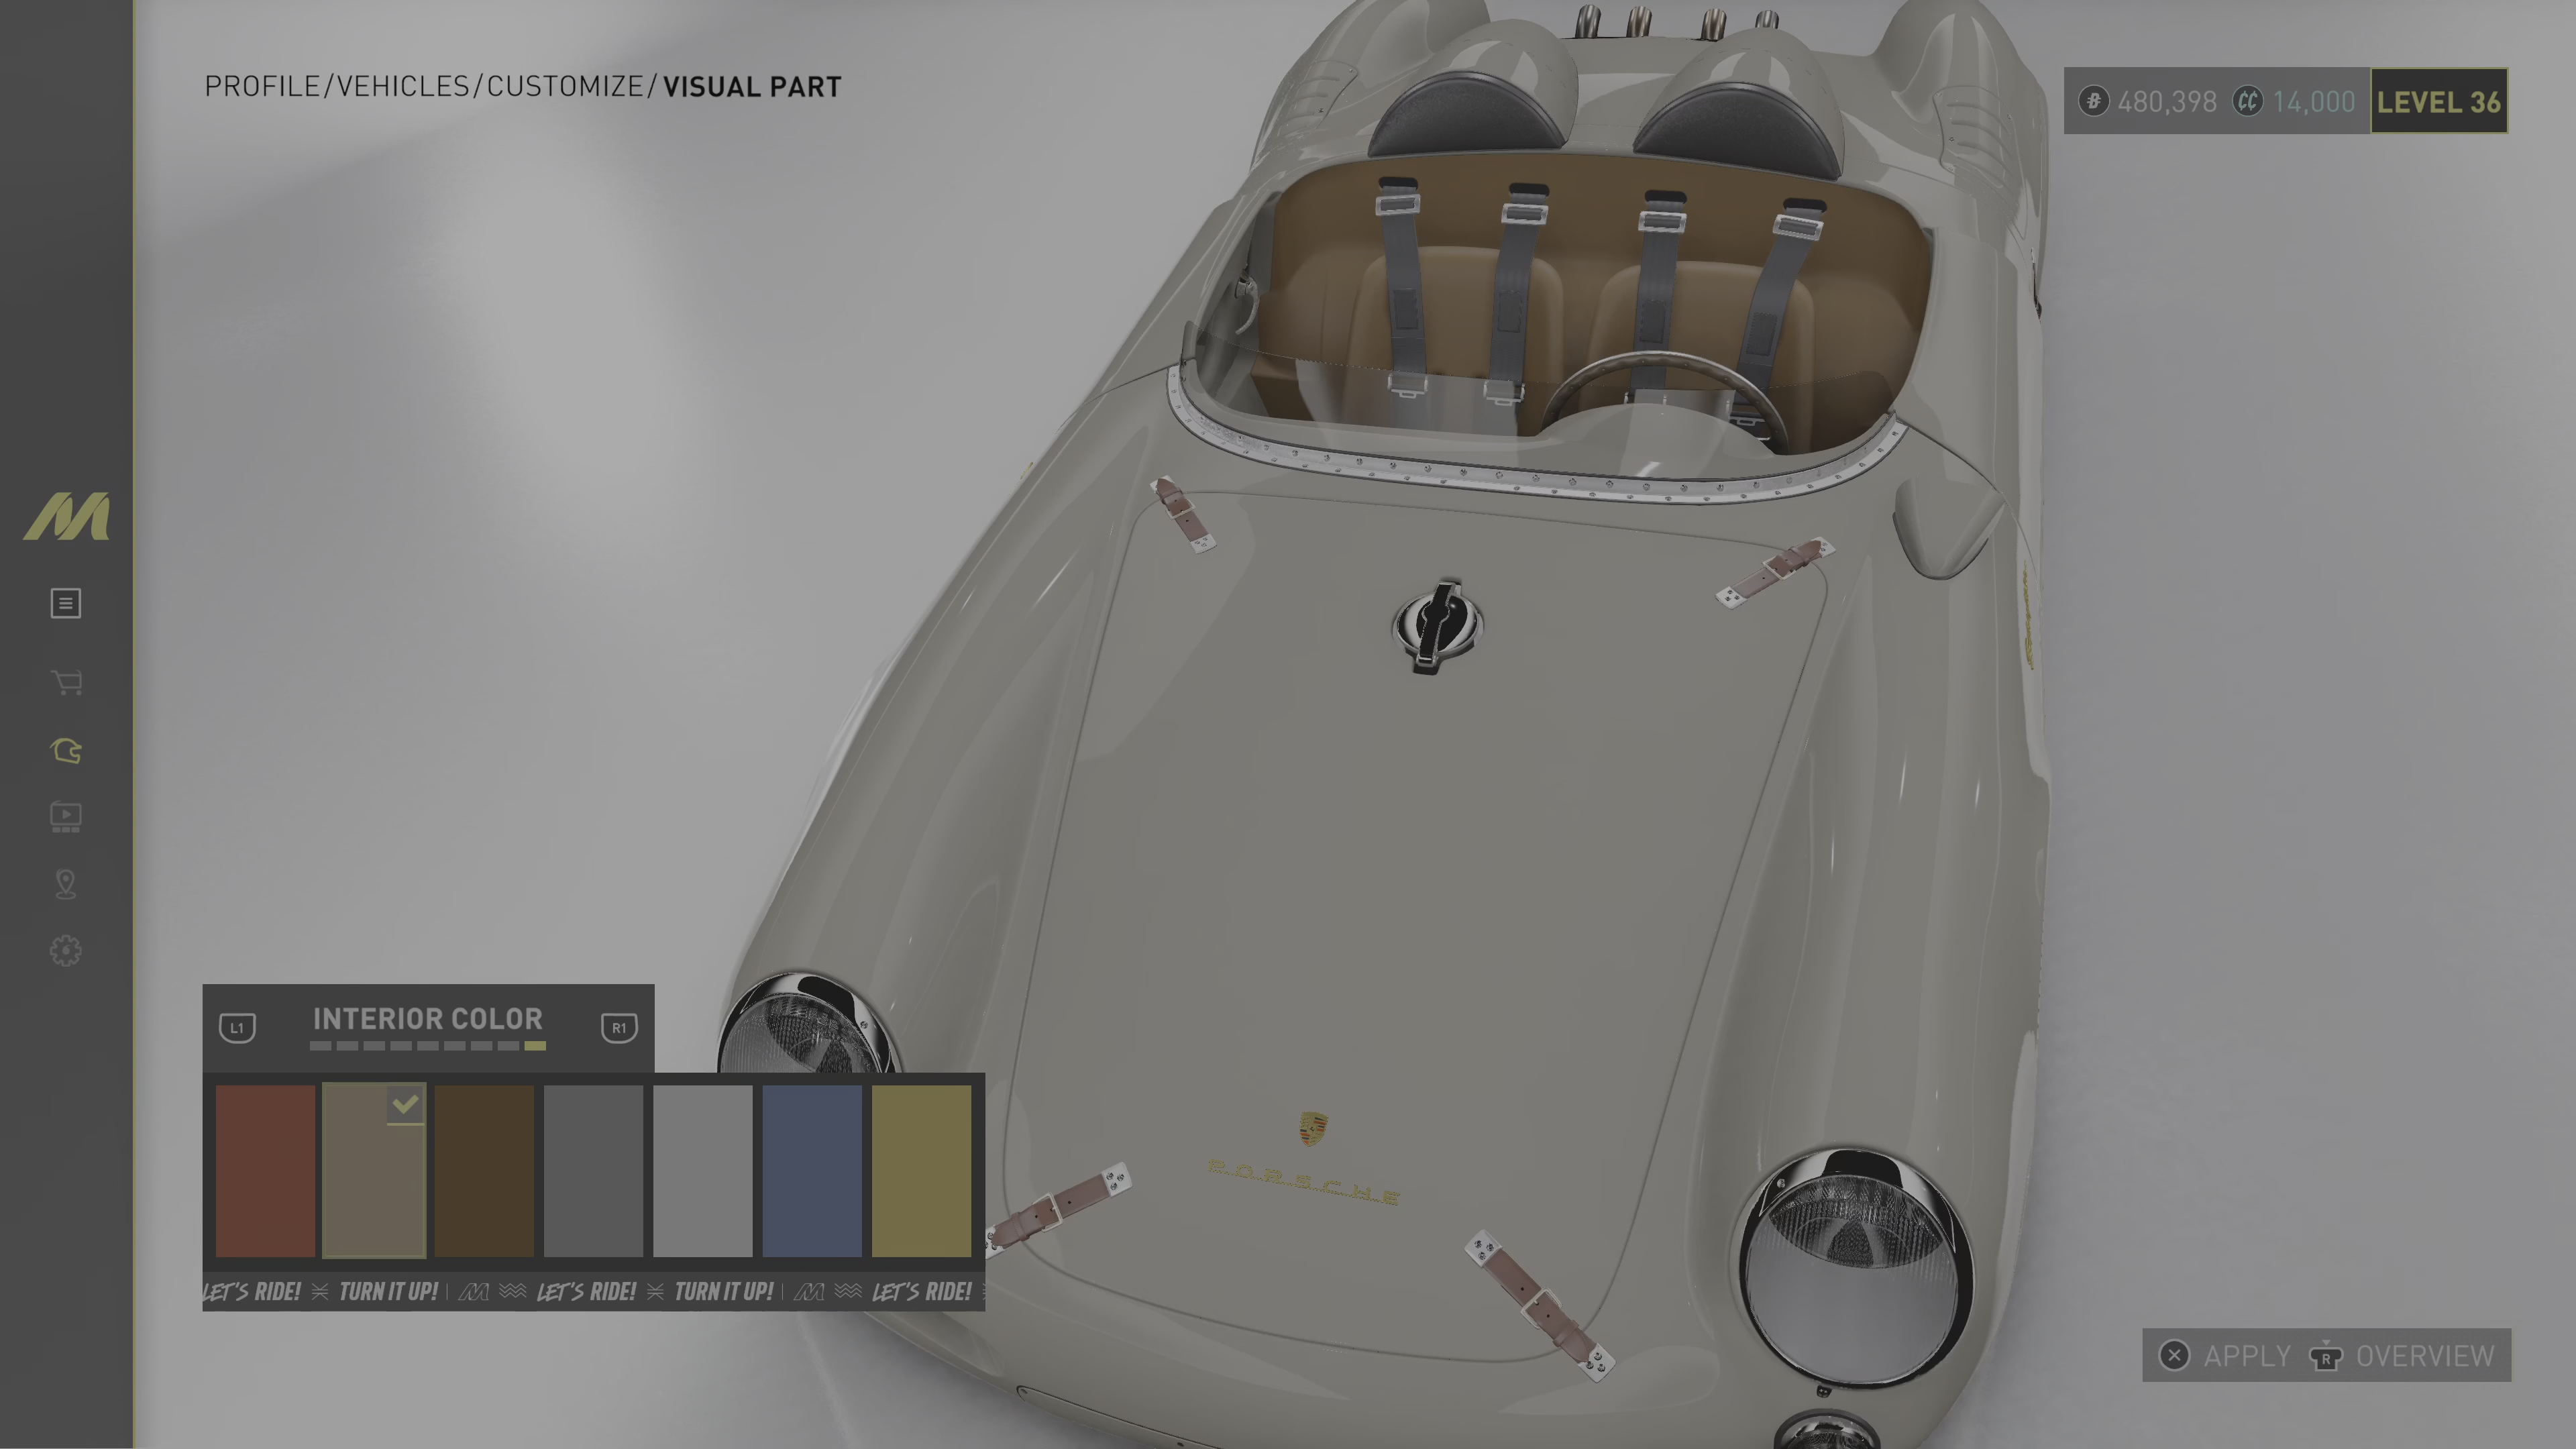 PROFILE/VEHICLES/CUSTOMIZE/VISUAL PART
480,398 CC 14,000 LEVEL 36
L1 INTERIOR COLOR R1
PORSCHE
LET'S RIDE! TURN IT UP! LET'S RIDE! TURN IT UP! LET'S RIDE!
APPLY R OVERVIEW